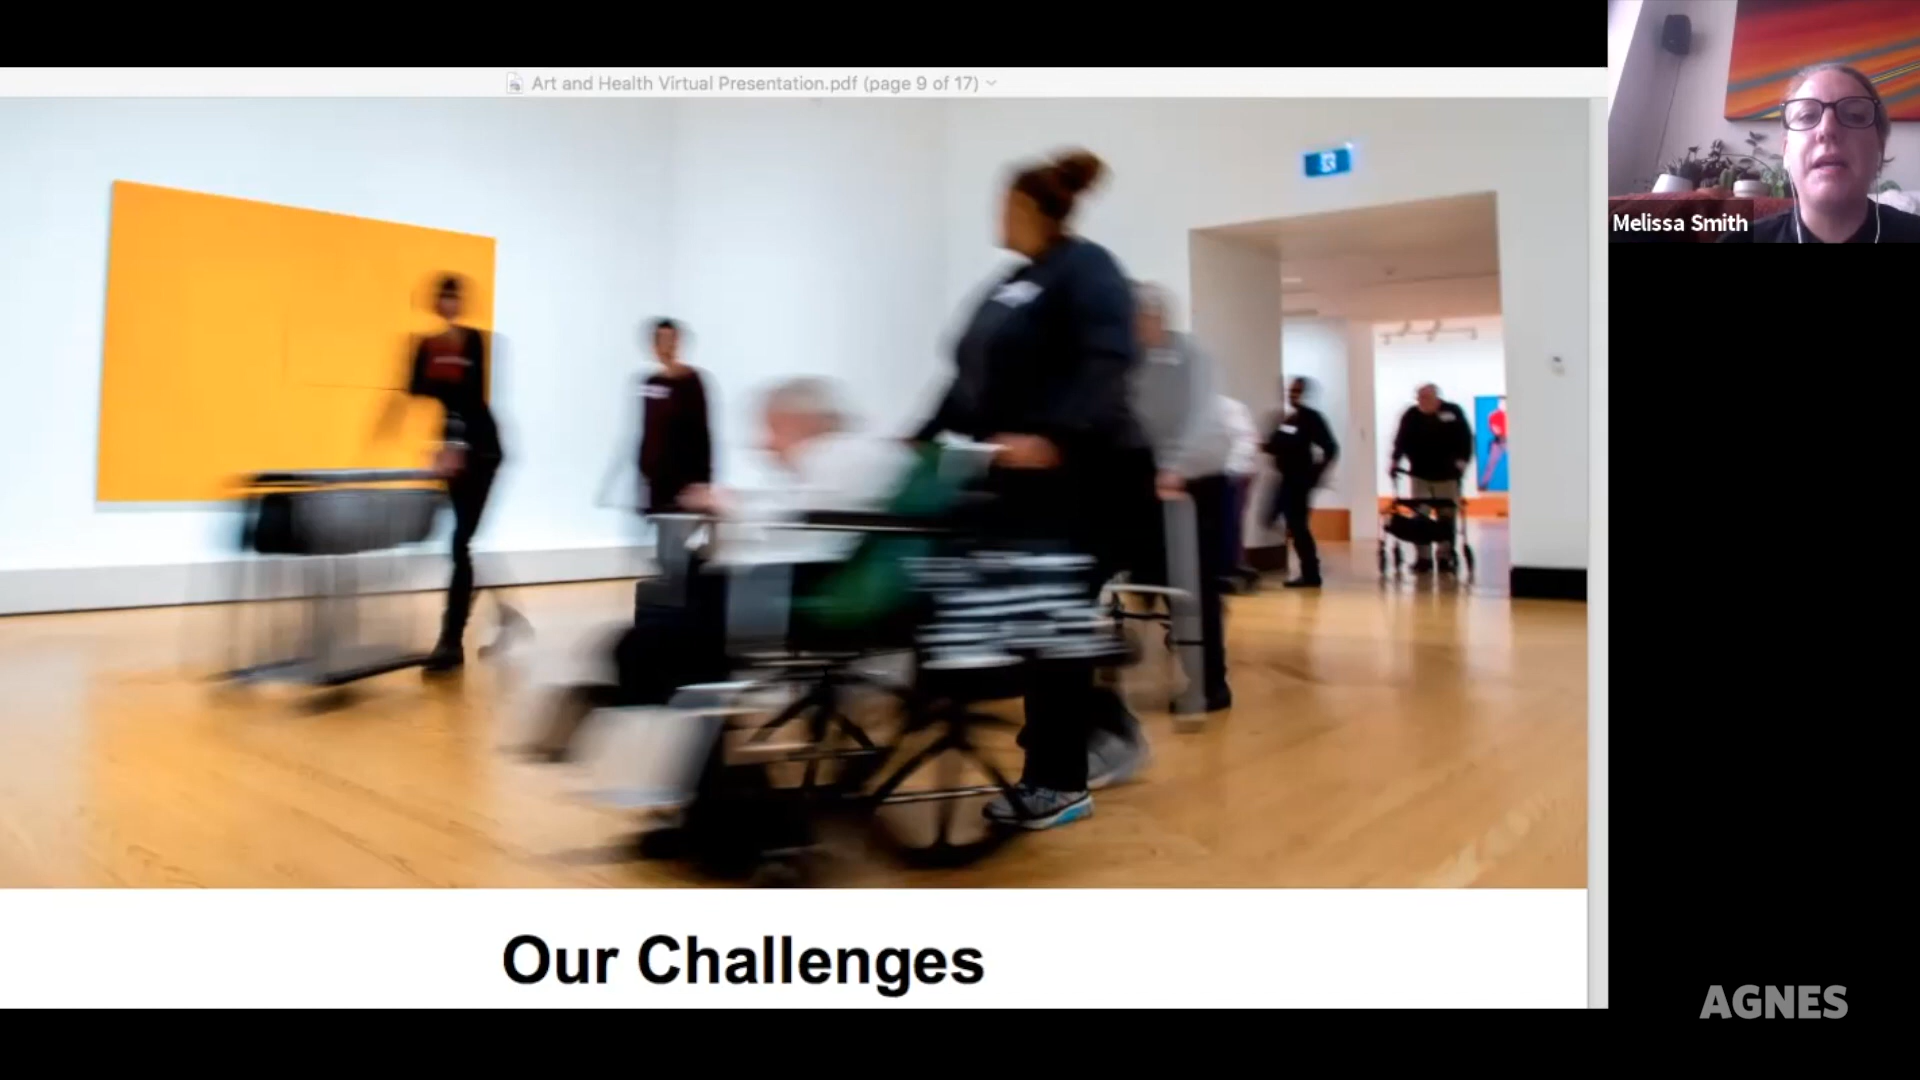 Art and Health Virtual Presentation.pdf (page 9 of 17)
Melissa Smith
Our Challenges
AGNES